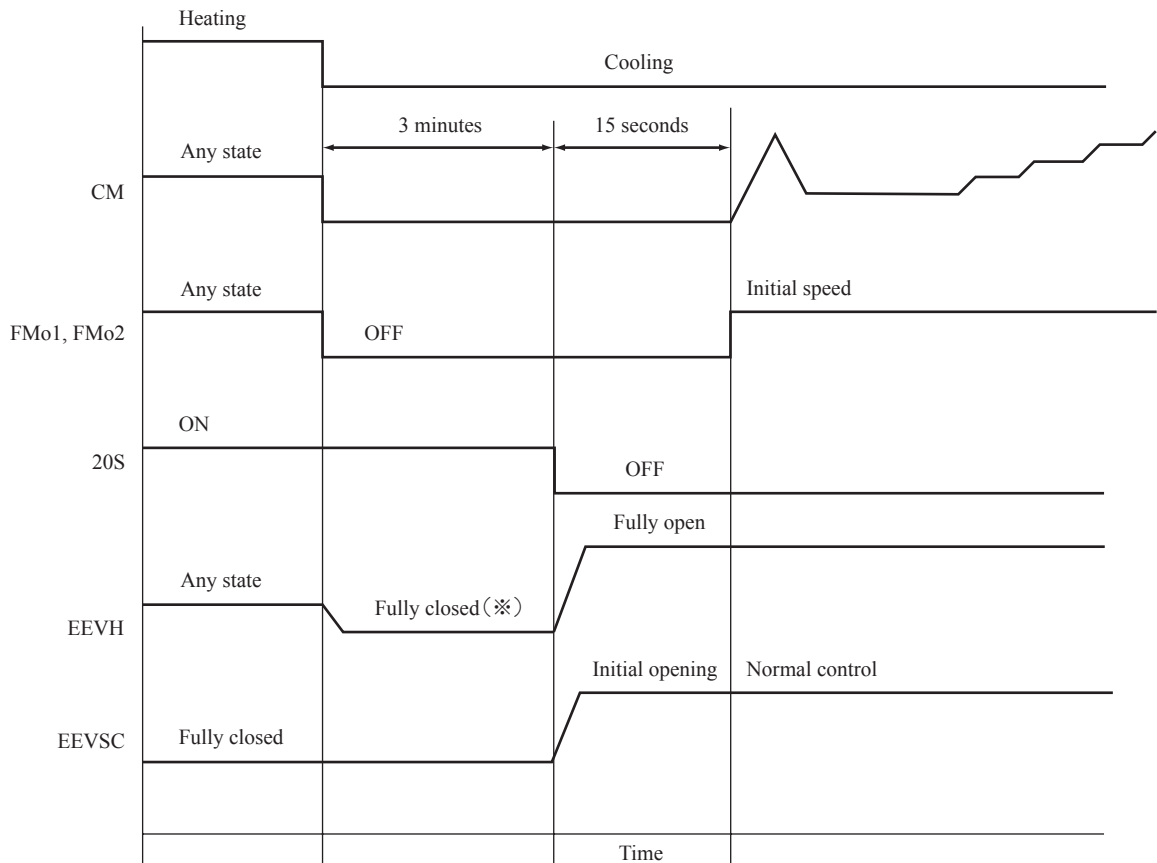 Heating
Cooling
3 minutes
15 seconds
Any state
CM
Any state
Initial speed
FMo1, FMo2
OFF
ON
20S
OFF
Fully open
Any state
Fully closed(※)
EEVH
Initial opening
Normal control
EEVSC
Fully closed
Time